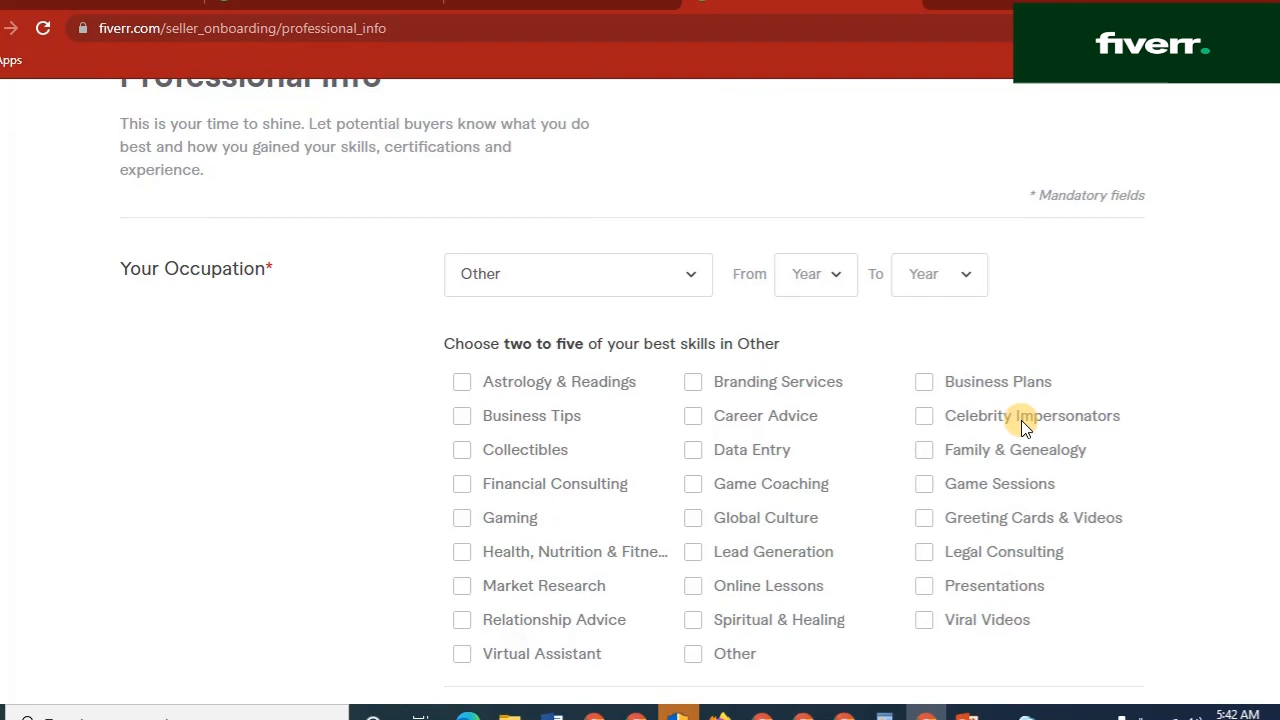 fiverr.com/seller_onboarding/professional_info
fiverr.
Apps
Professional Info
This is your time to shine. Let potential buyers know what you do
best and how you gained your skills, certifications and
experience.
* Mandatory fields
Your Occupation*
Other From Year To Year
Choose two to five of your best skills in Other
Astrology & Readings Branding Services Business Plans
Business Tips Career Advice Celebrity Impersonators
Collectibles Data Entry Family & Genealogy
Financial Consulting Game Coaching Game Sessions
Gaming Global Culture Greeting Cards & Videos
Health, Nutrition & Fitne... Lead Generation Legal Consulting
Market Research Online Lessons Presentations
Relationship Advice Spiritual & Healing Viral Videos
Virtual Assistant Other
5:42 AM